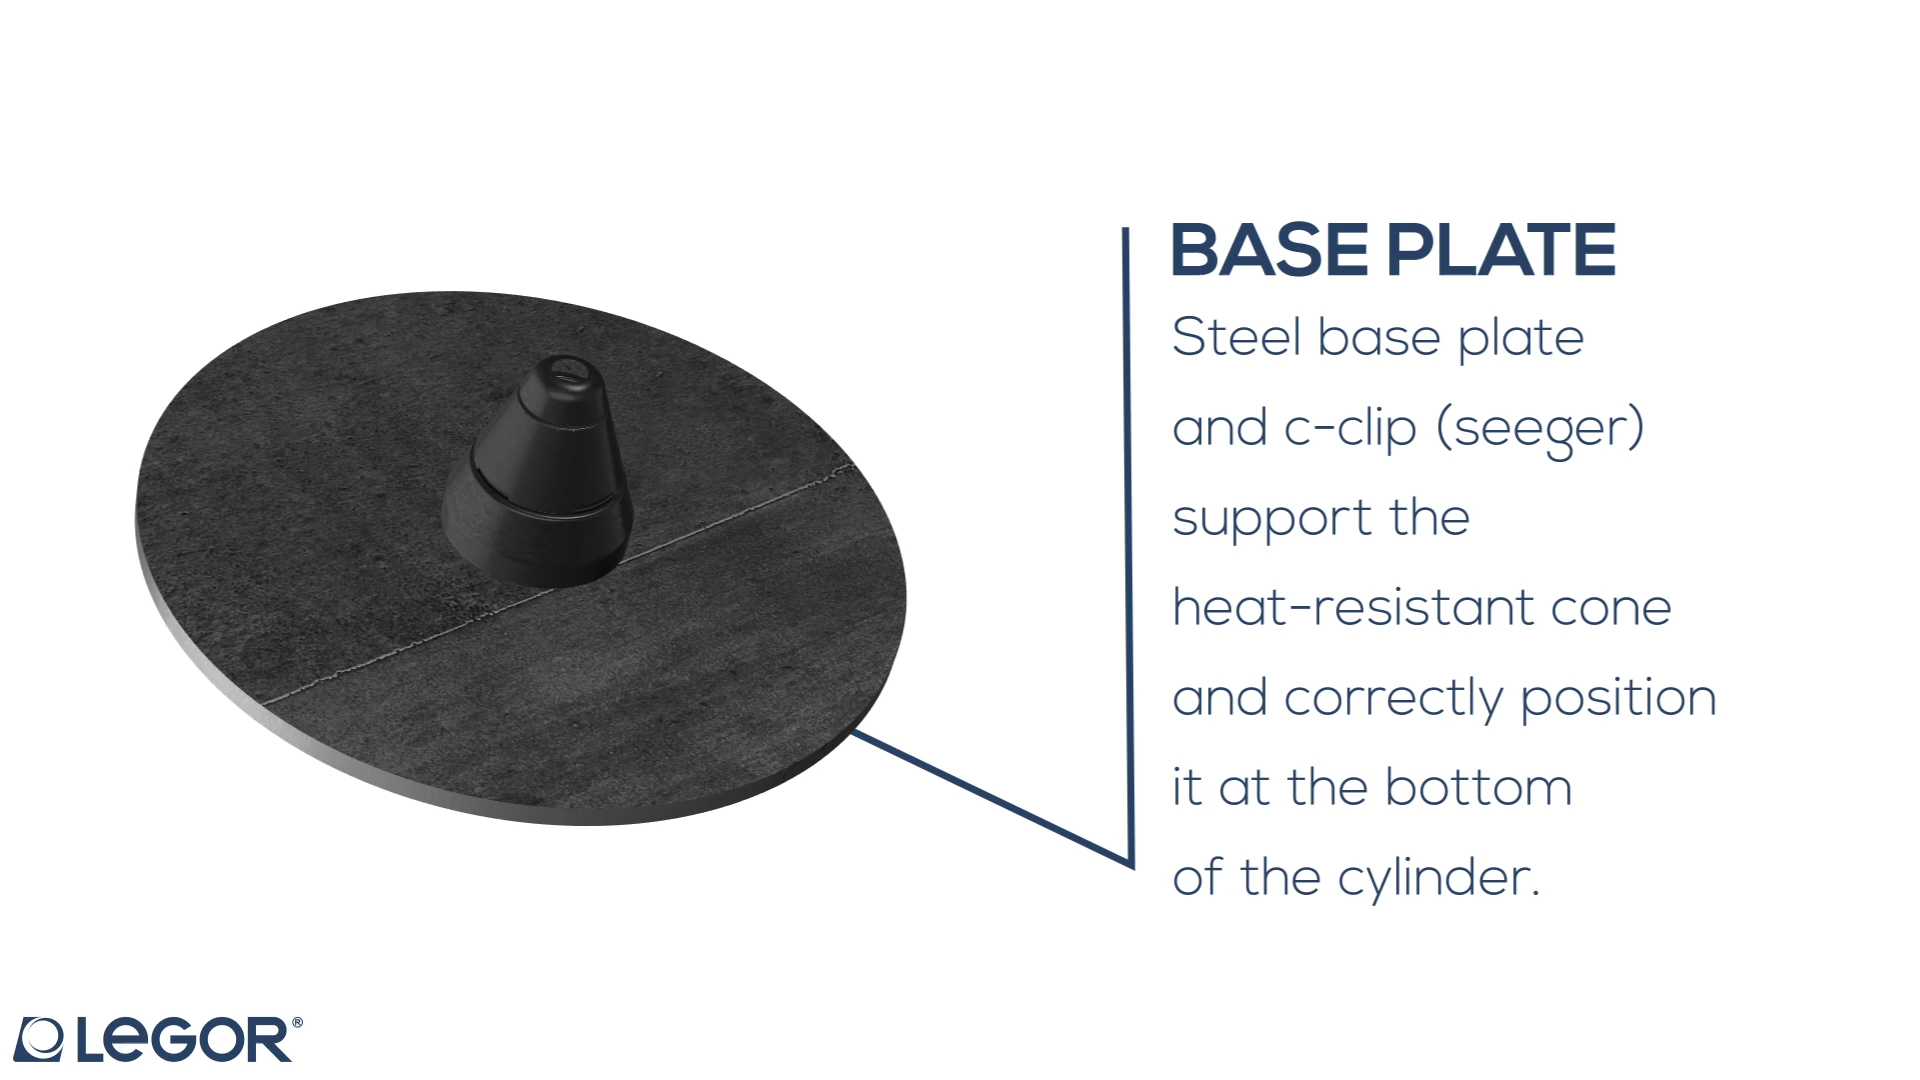 BASE PLATE
Steel base plate
and c-clip (seeger)
support the
heat-resistant cone
and correctly position
it at the bottom
of the cylinder.
LEGOR®